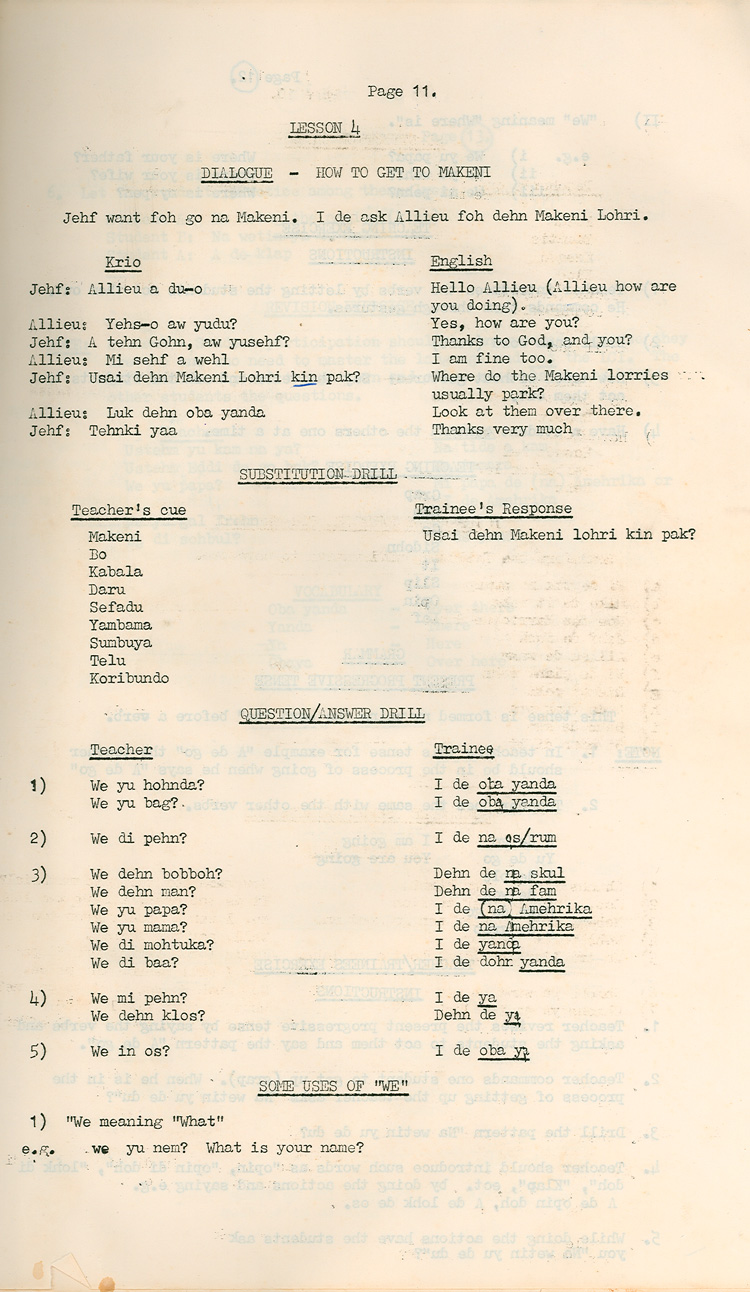 Page 11.
LESSON 4
DIALOGUE - HOW TO GET TO MAKENI
Jehf want foh go na Makeni. I de ask Allieu foh dehn Makeni Lohri.
Krio English
Jehf: Allieu a du-o Hello Allieu (Allieu how are
you doing).
Allieu: Yehs-o aw yudu? Yes, how are you?
Jehf: A tehn Gohn, aw yusehf? Thanks to God, and you?
Allieu: Mi sehf a wehl I am fine too.
Jehf: Usai dehn Makeni Lohri kin pak? Where do the Makeni lorries
usually park?
Allieu: Luk dehn oba yanda Look at them over there.
Jehf: Tehnki yaa Thanks very much
SUBSTITUTION DRILL
Teacher's cue Trainee's Response
Makeni Usai dehn Makeni lohri kin pak?
Bo
Kabala
Daru
Sefadu
Yambama
Sumbuya
Telu
Koribundo
QUESTION/ANSWER DRILL
Teacher Trainee
1) We yu hohnda? I de oba yanda
We yu bag? I de oba yanda
2) We di pehn? I de na os/rum
3) We dehn bobboh? Dehn de na skul
We dehn man? Dehn de na fam
We yu papa? I de (na) Amehrika
We yu mama? I de na Amehrika
We di mohtuka? I de yanda
We di baa? I de dohn yanda
4) We mi pehn? I de ya
We dehn klos? Dehn de ya
5) We in os? I de oba ya
SOME USES OF "WE"
1) "We meaning "What"
e.g. we yu nem? What is your name?